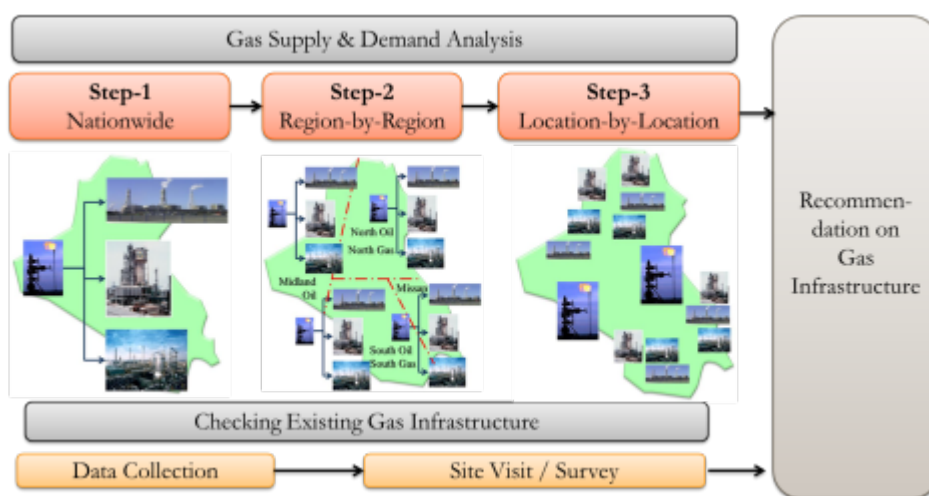 Gas Supply & Demand Analysis
Step-1
Nationwide
Step-2
Region-by-Region
Step-3
Location-by-Location
North Oil
North Gas
Midland
Oil
Missan
South Oil
South Gas
Recommen-
dation on
Gas
Infrastructure
Checking Existing Gas Infrastructure
Data Collection
Site Visit / Survey